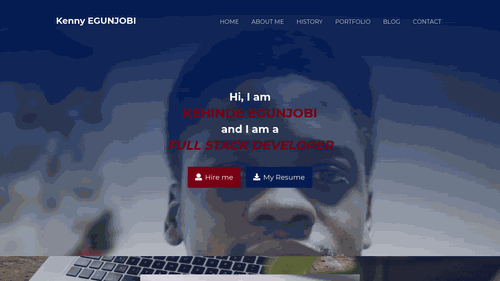 Kenny EGUNJOBI
HOME ABOUT ME HISTORY PORTFOLIO BLOG CONTACT
Hi, I am
KEHINDE EGUNJOBI
and I am a
FULL STACK DEVELOPER
Hire me My Resume